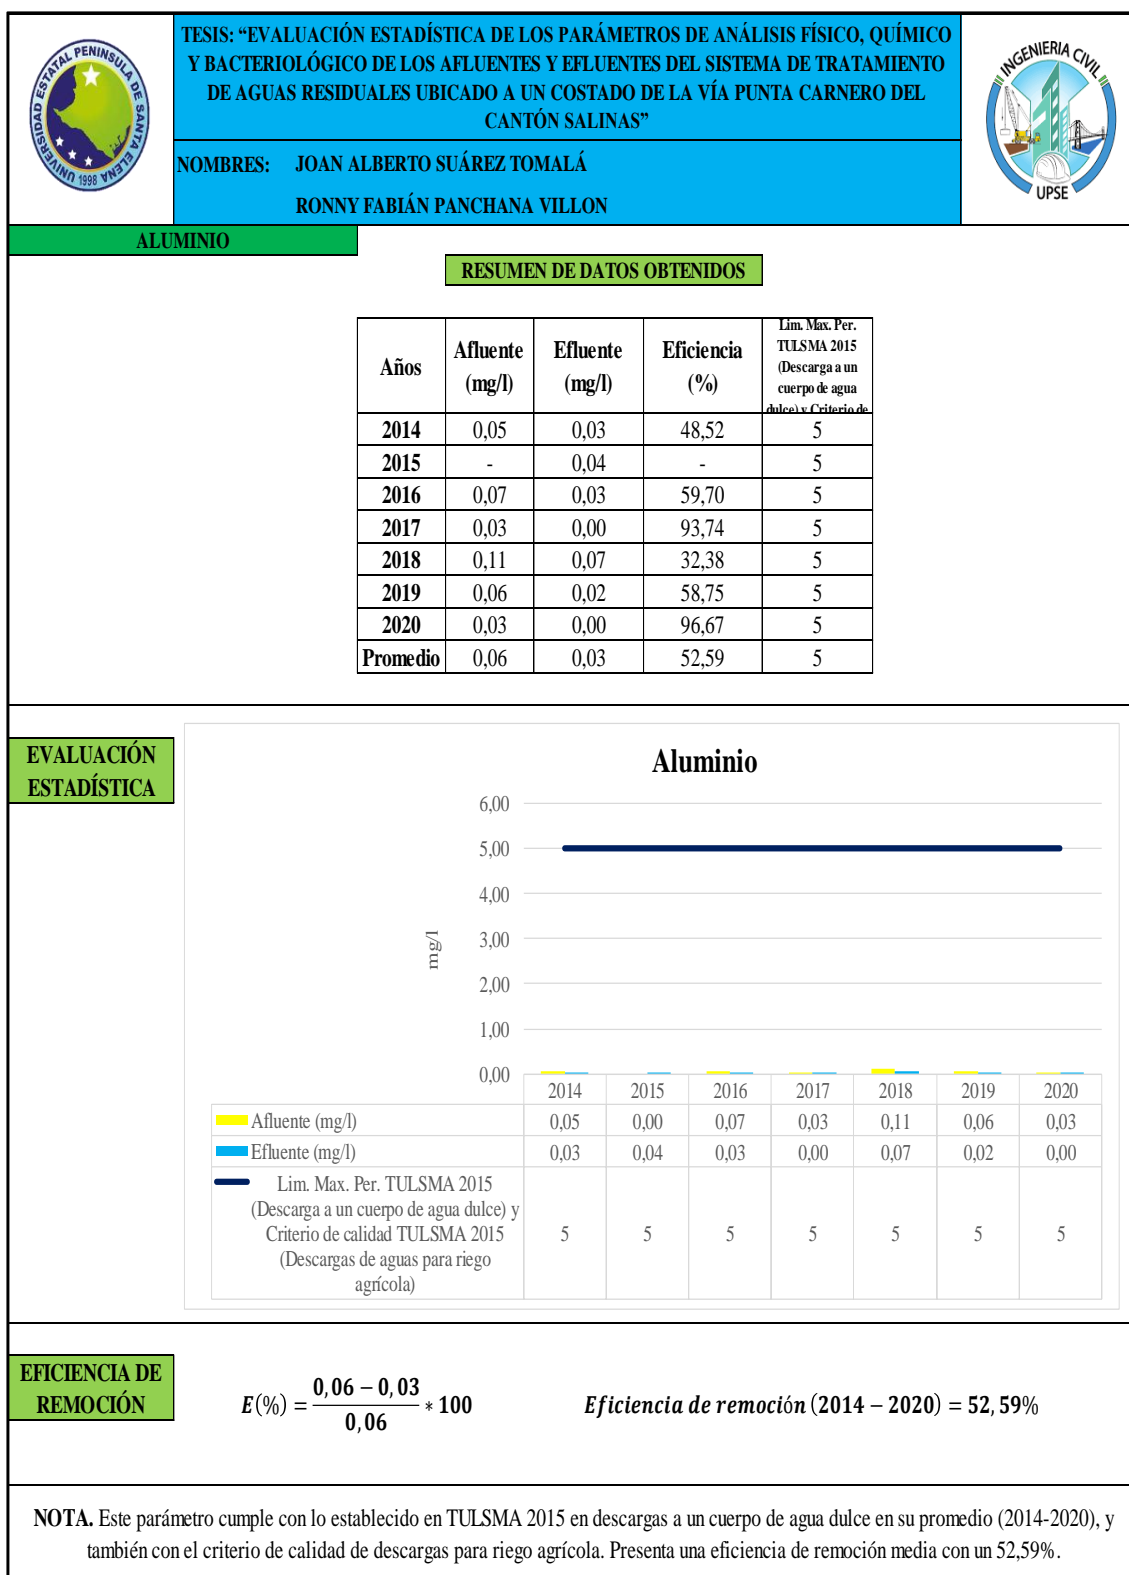 UNIVERSIDAD ESTATAL PENINSULA DE SANTA ELENA
1998
TESIS: “EVALUACIÓN ESTADÍSTICA DE LOS PARÁMETROS DE ANÁLISIS FÍSICO, QUÍMICO
Y BACTERIOLÓGICO DE LOS AFLUENTES Y EFLUENTES DEL SISTEMA DE TRATAMIENTO
DE AGUAS RESIDUALES UBICADO A UN COSTADO DE LA VÍA PUNTA CARNERO DEL
CANTÓN SALINAS”
NOMBRES: JOAN ALBERTO SUÁREZ TOMALÁ
RONNY FABIÁN PANCHANA VILLON
INGENIERIA CIVIL
UPSE
ALUMINIO
RESUMEN DE DATOS OBTENIDOS
Años Afluente (mg/l) Efluente (mg/l) Eficiencia (%) Lim. Max. Per. TULSMA 2015 (Descarga a un cuerpo de agua dulce) y Criterio de
2014 0,05 0,03 48,52 5
2015 - 0,04 - 5
2016 0,07 0,03 59,70 5
2017 0,03 0,00 93,74 5
2018 0,11 0,07 32,38 5
2019 0,06 0,02 58,75 5
2020 0,03 0,00 96,67 5
Promedio 0,06 0,03 52,59 5
EVALUACIÓN
ESTADÍSTICA
Aluminio
mg/l
6,00
5,00
4,00
3,00
2,00
1,00
0,00
2014 2015 2016 2017 2018 2019 2020
Afluente (mg/l) 0,05 0,00 0,07 0,03 0,11 0,06 0,03
Efluente (mg/l) 0,03 0,04 0,03 0,00 0,07 0,02 0,00
Lim. Max. Per. TULSMA 2015
(Descarga a un cuerpo de agua dulce) y
Criterio de calidad TULSMA 2015 5 5 5 5 5 5 5
(Descargas de aguas para riego
agrícola)
EFICIENCIA DE
REMOCIÓN
E(%) = (0,06 − 0,03)/0,06 * 100
Eficiencia de remoción (2014 − 2020) = 52,59%
NOTA. Este parámetro cumple con lo establecido en TULSMA 2015 en descargas a un cuerpo de agua dulce en su promedio (2014-2020), y
también con el criterio de calidad de descargas para riego agrícola. Presenta una eficiencia de remoción media con un 52,59%.